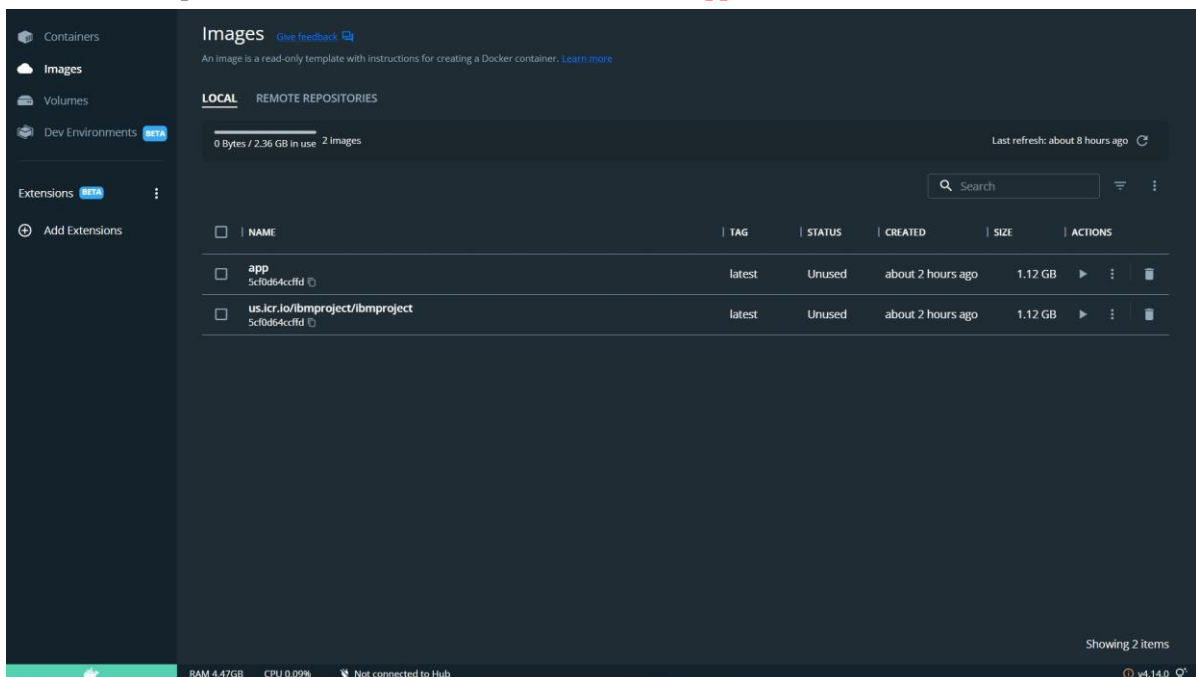 Containers
Images
Volumes
Dev Environments BETA
Extensions BETA
Add Extensions
Images Give feedback
An image is a read-only template with instructions for creating a Docker container. Learn more
LOCAL REMOTE REPOSITORIES
0 Bytes / 2.36 GB in use 2 images
Last refresh: about 8 hours ago
Search
NAME TAG STATUS CREATED SIZE ACTIONS
app
5cf0d64ccffd
latest Unused about 2 hours ago 1.12 GB
us.icr.io/ibmproject/ibmproject
5cf0d64ccffd
latest Unused about 2 hours ago 1.12 GB
Showing 2 items
RAM 4.47GB CPU 0.09% Not connected to Hub
v4.14.0